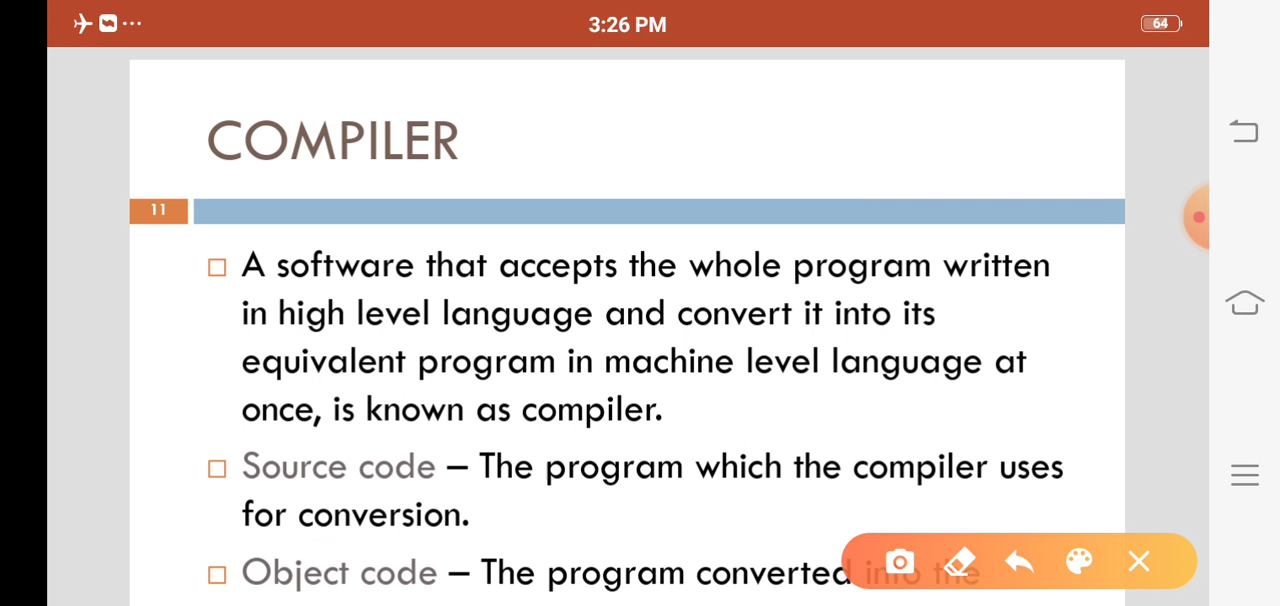 3:26 PM
64
COMPILER
11
A software that accepts the whole program written
in high level language and convert it into its
equivalent program in machine level language at
once, is known as compiler.
Source code – The program which the compiler uses
for conversion.
Object code – The program converted into the